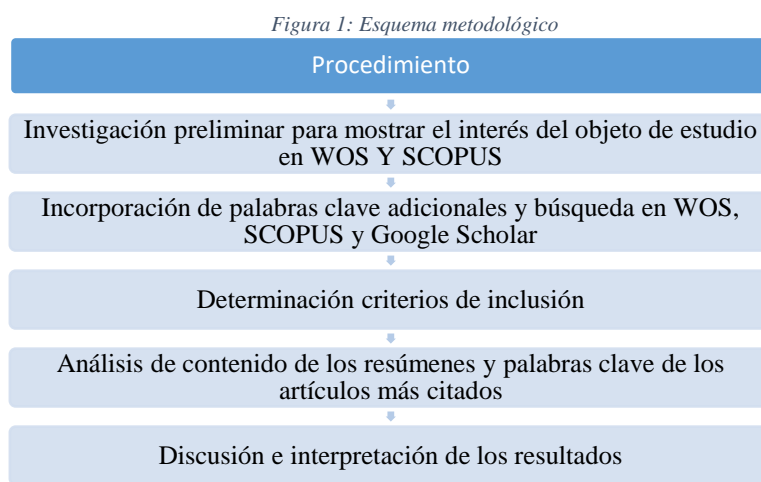 Figura 1: Esquema metodológico
Procedimiento
Investigación preliminar para mostrar el interés del objeto de estudio
en WOS Y SCOPUS
Incorporación de palabras clave adicionales y búsqueda en WOS,
SCOPUS y Google Scholar
Determinación criterios de inclusión
Análisis de contenido de los resúmenes y palabras clave de los
artículos más citados
Discusión e interpretación de los resultados